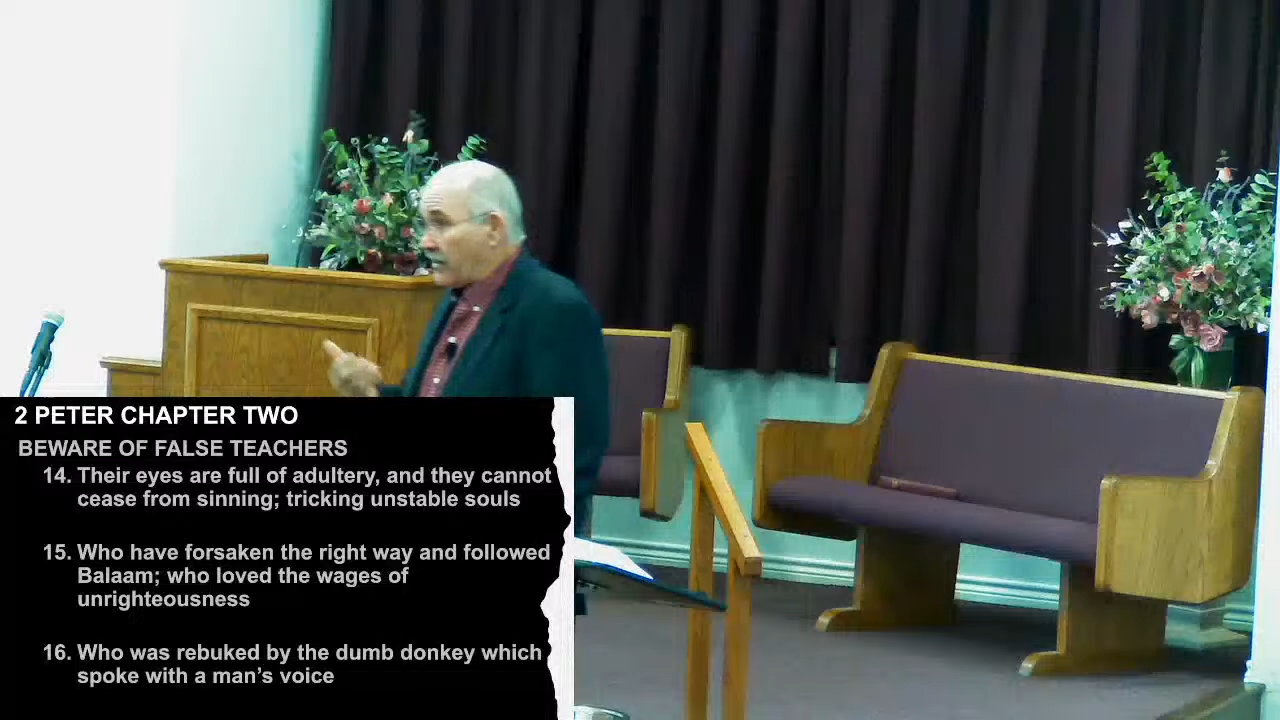 2 PETER CHAPTER TWO
BEWARE OF FALSE TEACHERS
14. Their eyes are full of adultery, and they cannot
cease from sinning; tricking unstable souls
15. Who have forsaken the right way and followed
Balaam; who loved the wages of
unrighteousness
16. Who was rebuked by the dumb donkey which
spoke with a man’s voice